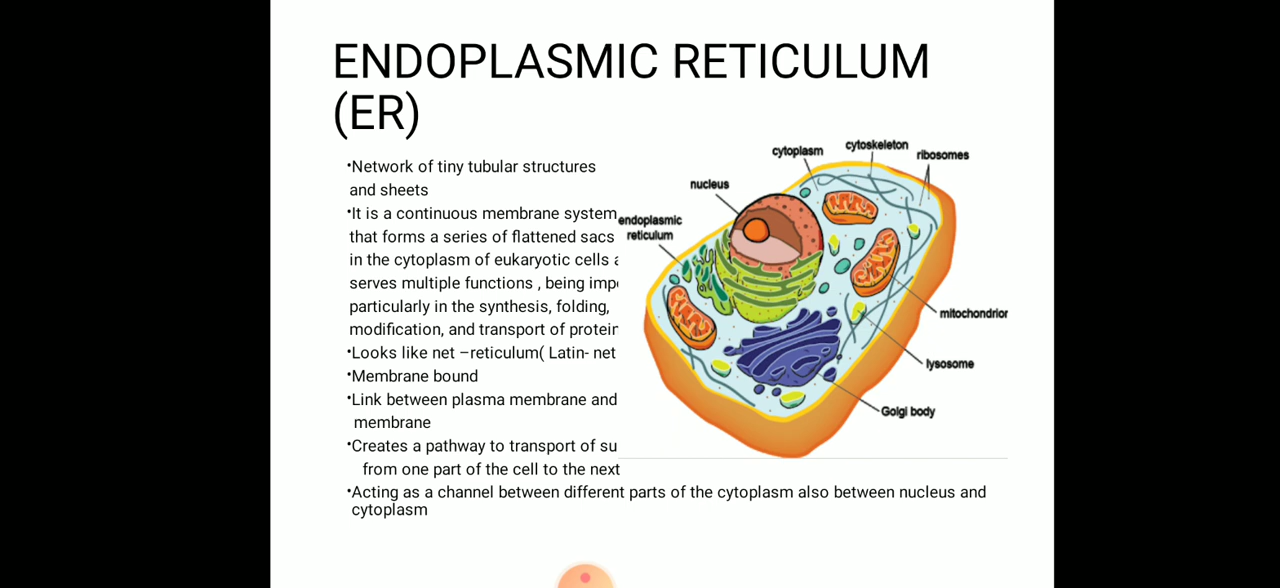 ENDOPLASMIC RETICULUM
(ER)
•Network of tiny tubular structures
and sheets
•It is a continuous membrane system
that forms a series of flattened sacs
in the cytoplasm of eukaryotic cells
serves multiple functions , being
particularly in the synthesis, folding,
modification, and transport of protein
•Looks like net –reticulum( Latin- net
•Membrane bound
•Link between plasma membrane and
membrane
•Creates a pathway to transport of
from one part of the cell to the next
•Acting as a channel between different parts of the cytoplasm also between nucleus and
cytoplasm
cytoplasm
cytoskeleton
ribosomes
nucleus
endoplasmic
reticulum
mitochondrion
lysosome
Golgi body